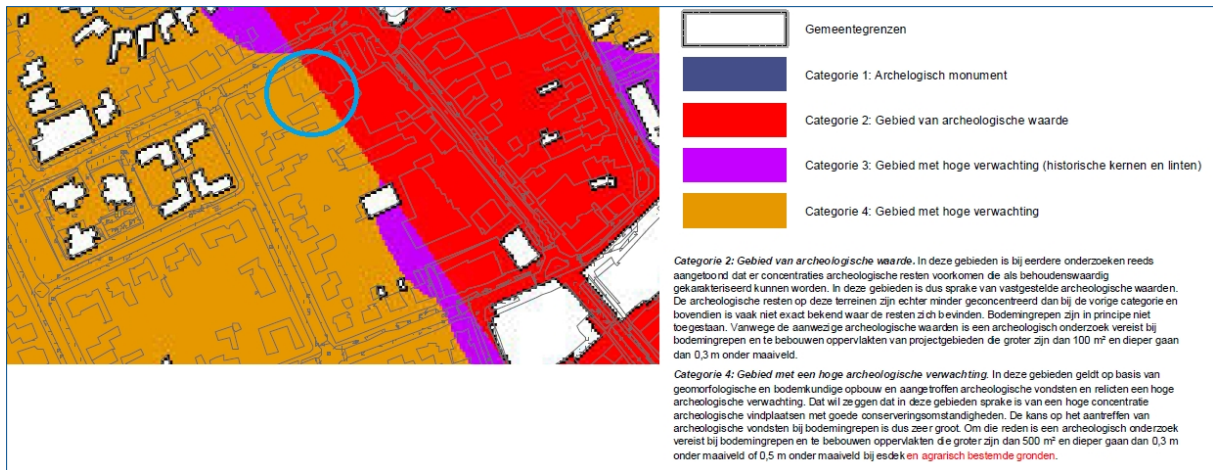 Gemeentegrenzen
Categorie 1: Archelogisch monument
Categorie 2: Gebied van archeologische waarde
Categorie 3: Gebied met hoge verwachting (historische kernen en linten)
Categorie 4: Gebied met hoge verwachting
Categorie 2: Gebied van archeologische waarde. In deze gebieden is bij eerdere onderzoeken reeds
aangetoond dat er concentraties archeologische resten voorkomen die als behoudenswaardig
gekarakteriseerd kunnen worden. In deze gebieden is dus sprake van vastgestelde archeologische waarden.
De archeologische resten op deze terreinen zijn echter minder geconcentreerd dan bij de vorige categorie en
bovendien is vaak niet exact bekend waar de resten zich bevinden. Bodemingrepen zijn in principe niet
toegestaan. Vanwege de aanwezige archeologische waarden is een archeologisch onderzoek vereist bij
bodemingrepen en te bebouwen oppervlakten van projectgebieden die groter zijn dan 100 m² en dieper gaan
dan 0,3 m onder maaiveld.
Categorie 4: Gebied met een hoge archeologische verwachting. In deze gebieden geldt op basis van
geomorfologische en bodemkundige opbouw en aangetroffen archeologische vondsten en relicten een hoge
archeologische verwachting. Dat wil zeggen dat in deze gebieden sprake is van een hoge concentratie
archeologische vindplaatsen met goede conserveringsomstandigheden. De kans op het aantreffen van
archeologische vondsten bij bodemingrepen is dus zeer groot. Om die reden is een archeologisch onderzoek
vereist bij bodemingrepen en te bebouwen oppervlakten die groter zijn dan 500 m² en dieper gaan dan 0,3 m
onder maaiveld of 0,5 m onder maaiveld bij esdek en agrarisch bestemde gronden.